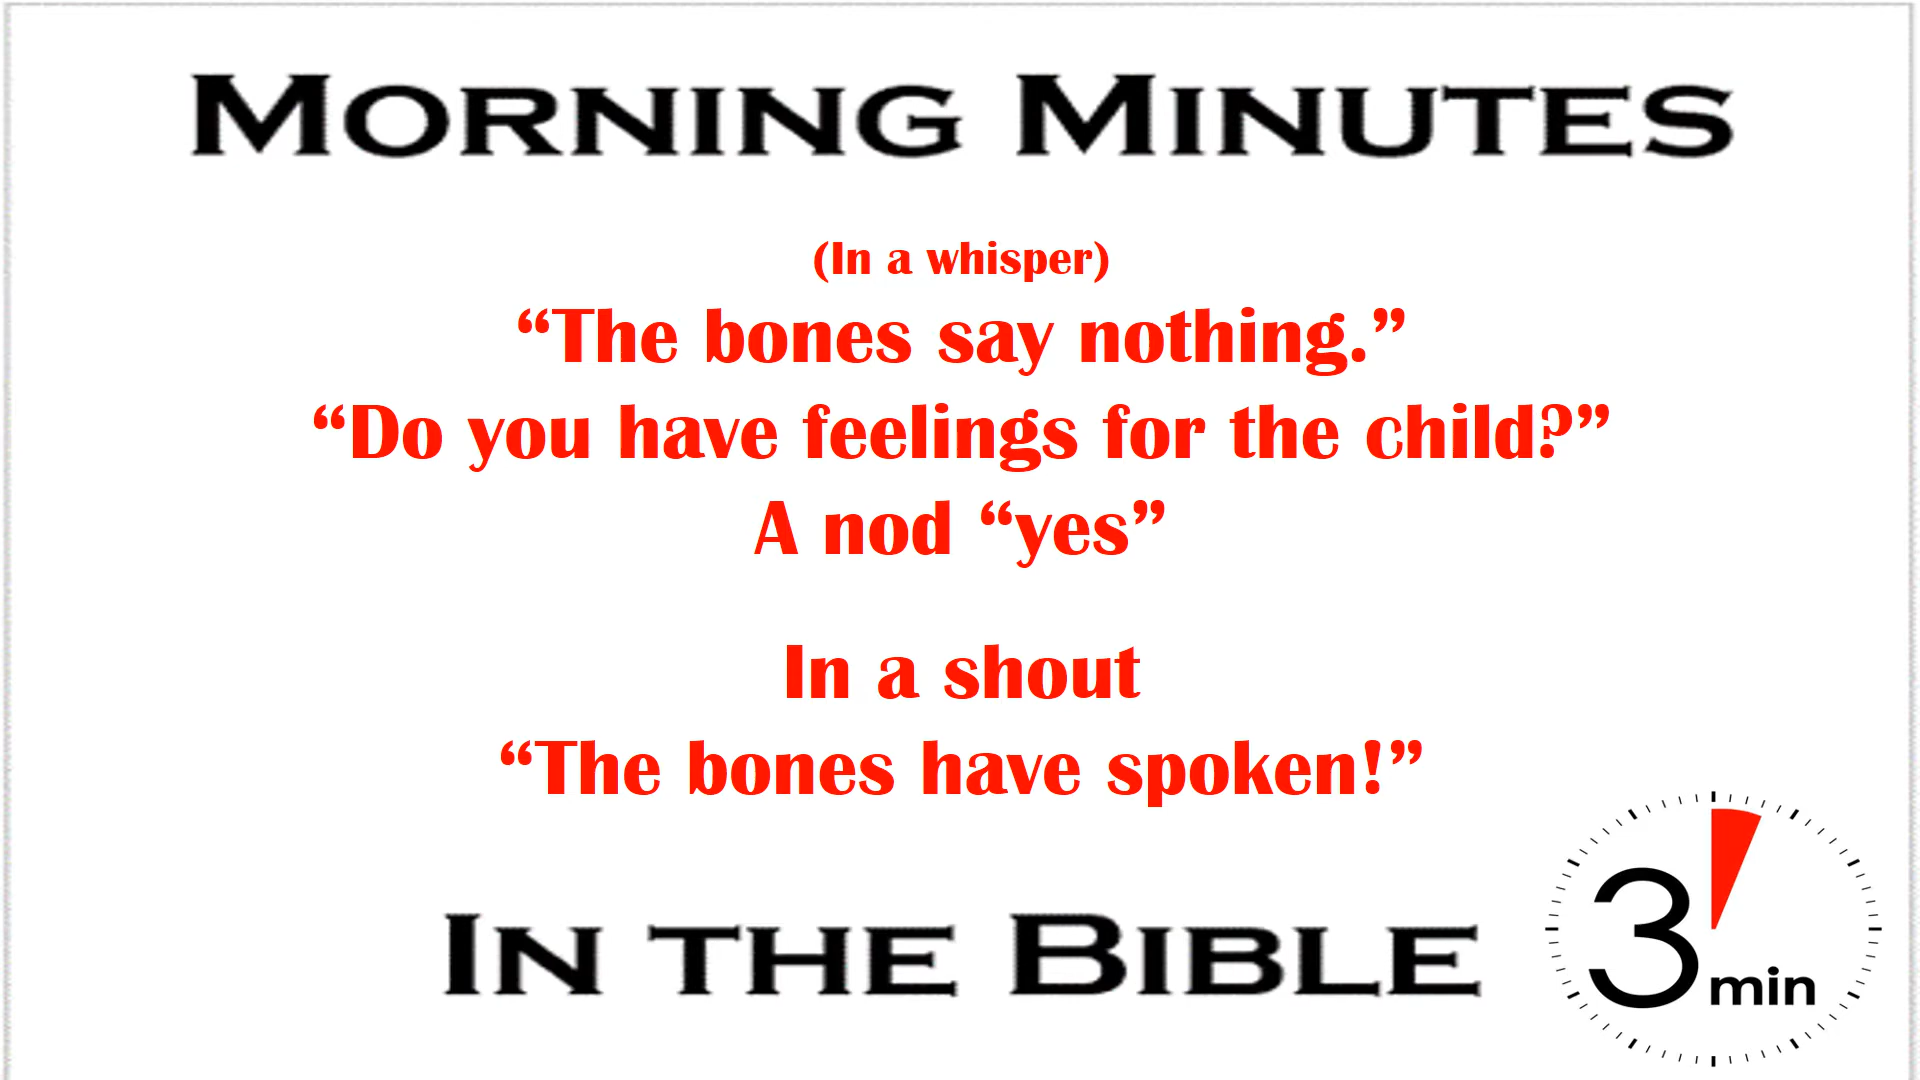 MORNING MINUTES
(In a whisper)
“The bones say nothing.”
“Do you have feelings for the child?”
A nod “yes”
In a shout
“The bones have spoken!”
IN THE BIBLE
3 min